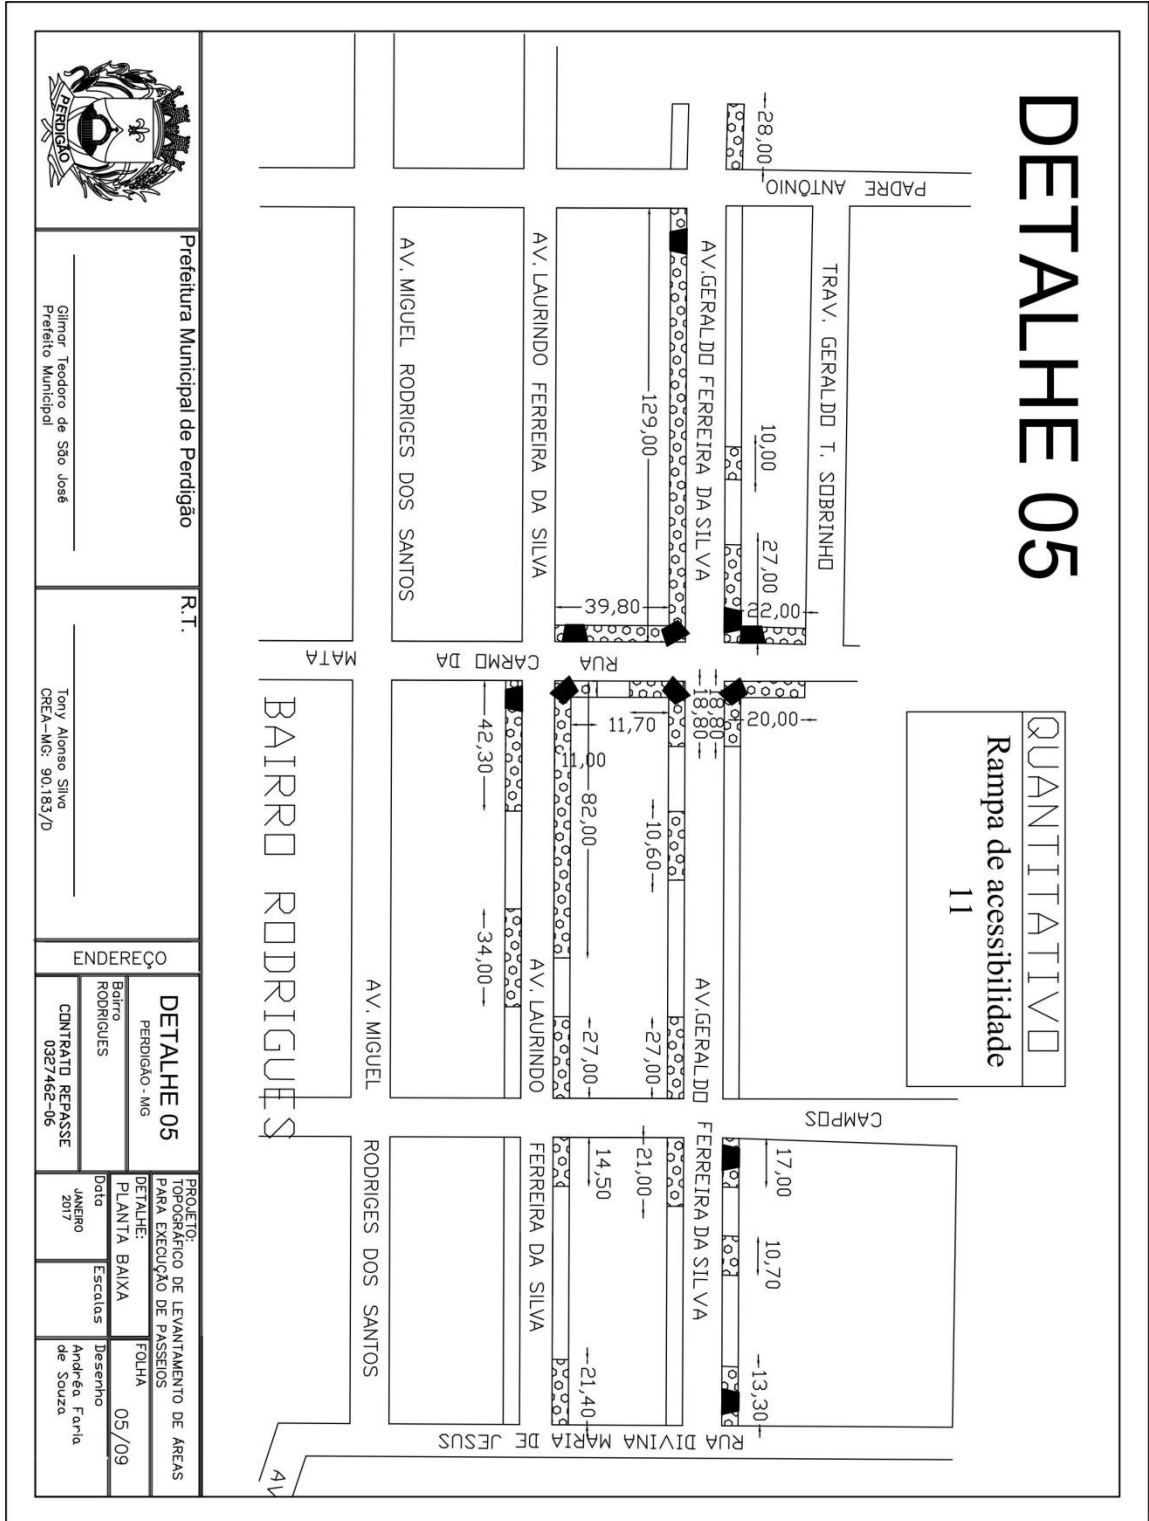 DETALHE 05
QUANTITATIVO
Rampa de acessibilidade
11
PADRE ANTÔNIO
28,00
TRAV. GERALDO T. SOBRINHO
10,00
27,00
22,00
AV.GERALDO FERREIRA DA SILVA
129,00
39,80
AV. LAURINDO FERREIRA DA SILVA
AV. MIGUEL RODRIGES DOS SANTOS
RUA CARMO DA MATA
20,00
18,80
18,80
11,70
11,00
82,00
10,60
42,30
34,00
27,00
27,00
AV.GERALDO FERREIRA DA SILVA
AV. LAURINDO FERREIRA DA SILVA
AV. MIGUEL RODRIGES DOS SANTOS
CAMPOS
17,00
10,70
13,30
21,00
14,50
21,40
RUA DIVINA MARIA DE JESUS
AV
BAIRRO RODRIGUES
PERDIGÃO
Prefeitura Municipal de Perdigão
Gilmar Teodoro de São José
Prefeito Municipal
R.T.
Tony Alonso Silva
CREA-MG: 90.183/D
ENDEREÇO
DETALHE 05
PERDIGÃO - MG
Bairro
RODRIGUES
CONTRATO REPASSE
0327462-06
PROJETO:
TOPOGRÁFICO DE LEVANTAMENTO DE ÁREAS
PARA EXECUÇÃO DE PASSEIOS
DETALHE:
PLANTA BAIXA
FOLHA
05/09
Data
JANEIRO
2017
Escalas
Desenho
Andréa Faria
de Souza